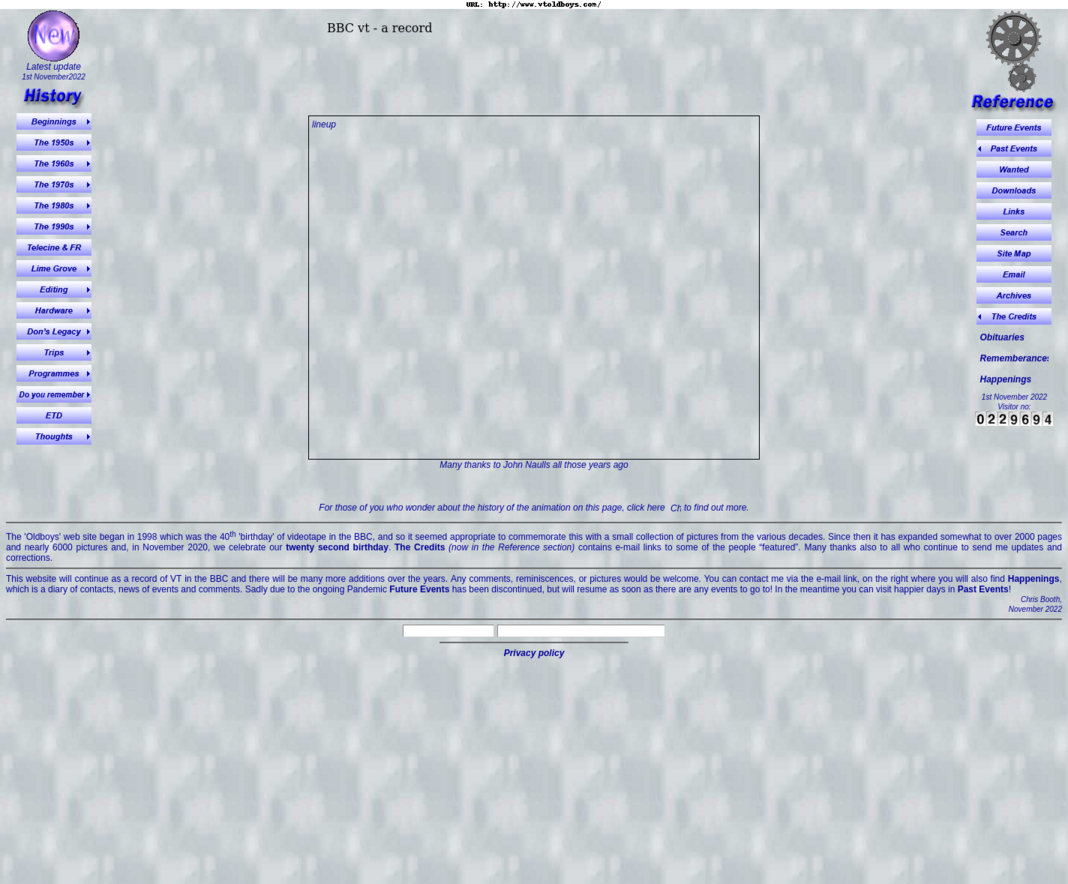 URL: http://www.vtoldboys.com/
New
Latest update
1st November2022
History
Beginnings
The 1950s
The 1960s
The 1970s
The 1980s
The 1990s
Telecine & FR
Lime Grove
Editing
Hardware
Don's Legacy
Trips
Programmes
Do you remember
ETD
Thoughts
BBC vt - a record
lineup
Many thanks to John Naulls all those years ago
For those of you who wonder about the history of the animation on this page, click here Ch to find out more.
Reference
Future Events
Past Events
Wanted
Downloads
Links
Search
Site Map
Email
Archives
The Credits
Obituaries
Rememberances
Happenings
1st November 2022
Visitor no:
0229694
The 'Oldboys' web site began in 1998 which was the 40th 'birthday' of videotape in the BBC, and so it seemed appropriate to commemorate this with a small collection of pictures from the various decades. Since then it has expanded somewhat to over 2000 pages
and nearly 6000 pictures and, in November 2020, we celebrate our twenty second birthday. The Credits (now in the Reference section) contains e-mail links to some of the people “featured”. Many thanks also to all who continue to send me updates and
corrections.
This website will continue as a record of VT in the BBC and there will be many more additions over the years. Any comments, reminiscences, or pictures would be welcome. You can contact me via the e-mail link, on the right where you will also find Happenings,
which is a diary of contacts, news of events and comments. Sadly due to the ongoing Pandemic Future Events has been discontinued, but will resume as soon as there are any events to go to! In the meantime you can visit happier days in Past Events!
Chris Booth,
November 2022
Privacy policy